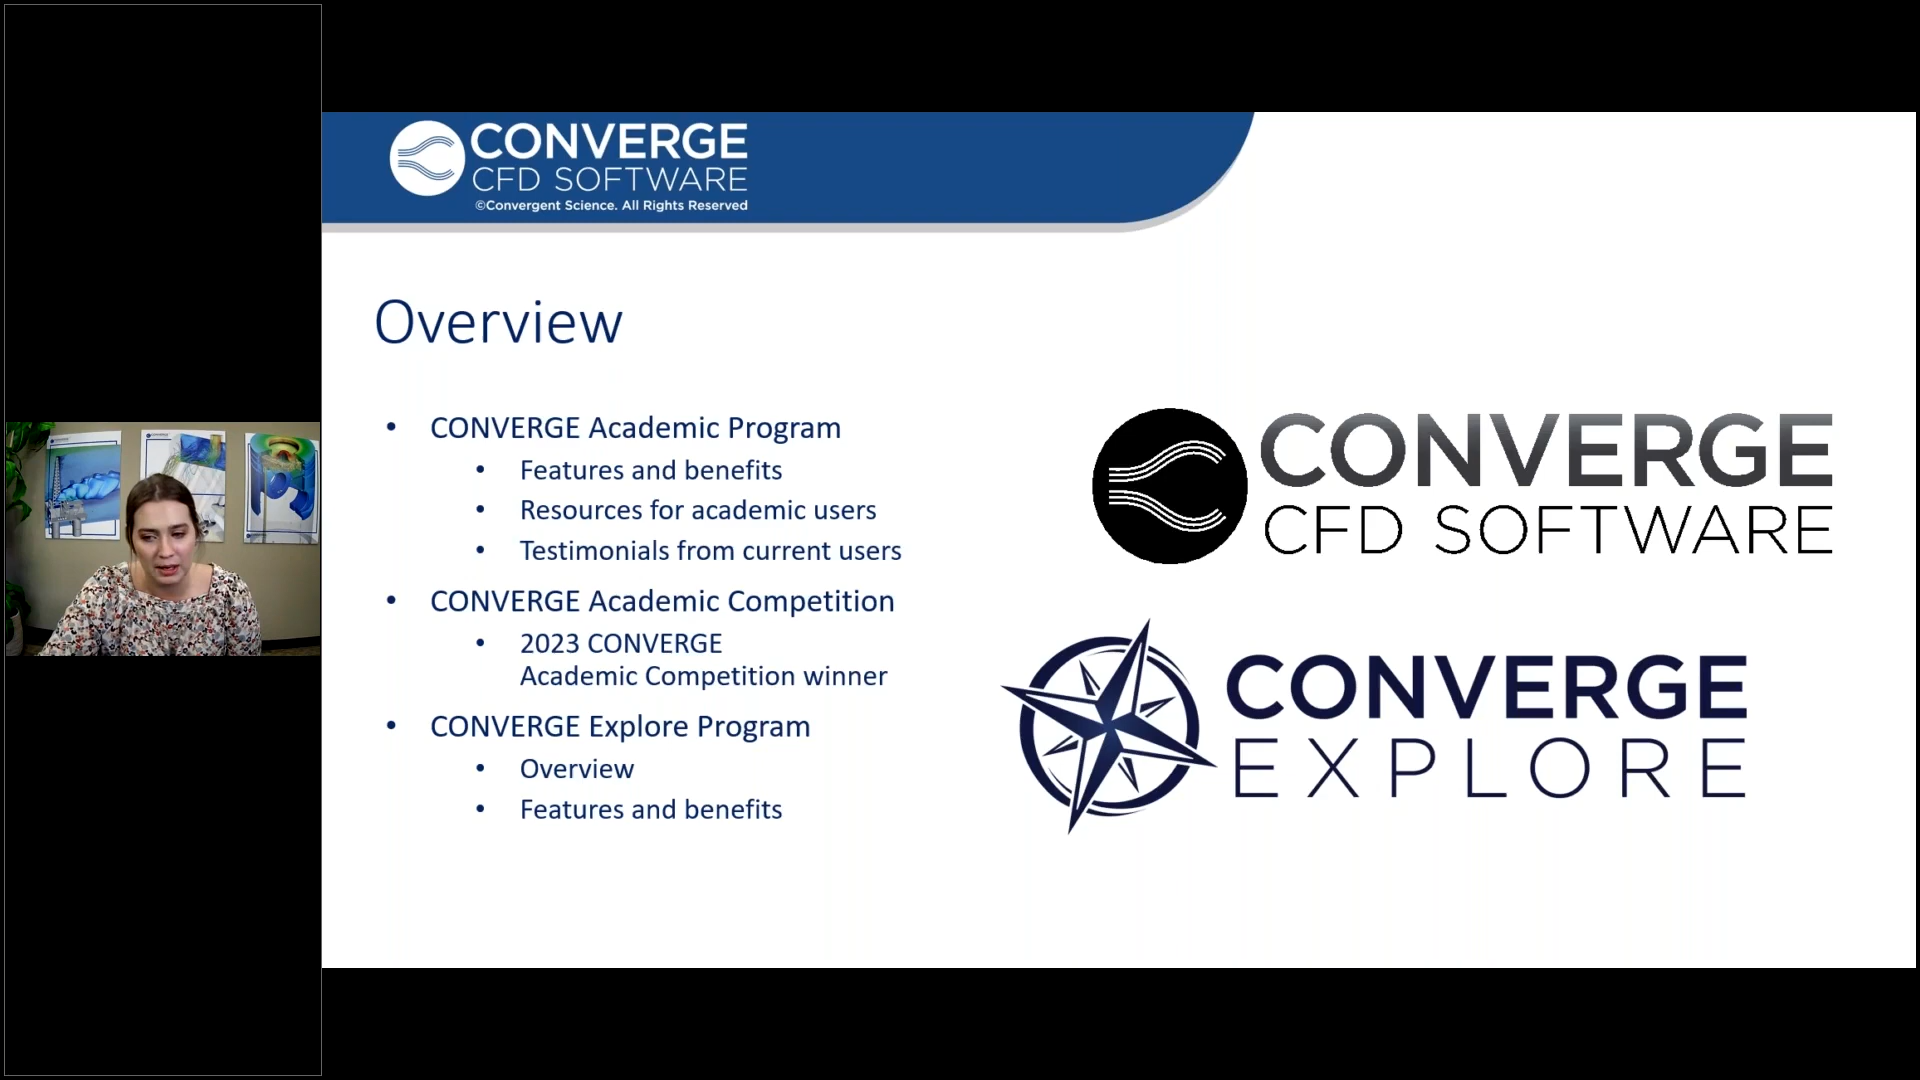 CONVERGE
CFD SOFTWARE
©Convergent Science. All Rights Reserved
Overview
• CONVERGE Academic Program
• Features and benefits
• Resources for academic users
• Testimonials from current users
• CONVERGE Academic Competition
• 2023 CONVERGE
Academic Competition winner
• CONVERGE Explore Program
• Overview
• Features and benefits
CONVERGE
CFD SOFTWARE
CONVERGE
EXPLORE